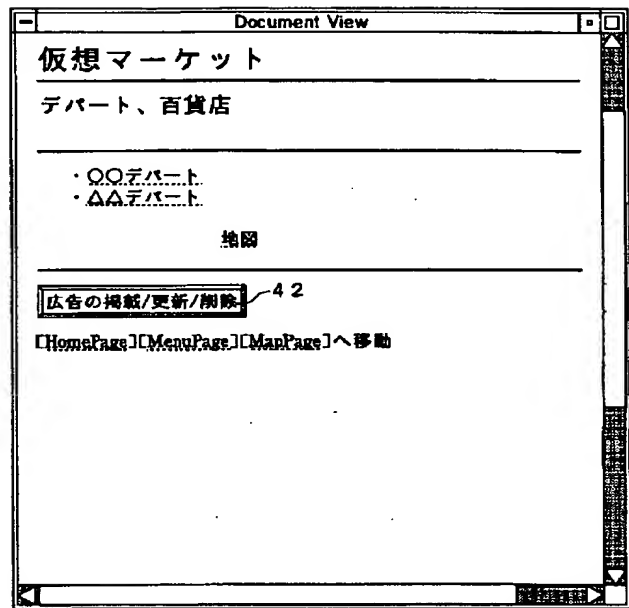 Document View
仮想マーケット
デパート、百貨店
・○○デパート
・△△デパート
地図
広告の掲載/更新/削除
42
[HomePage][MenuPage][MapPage]へ移動